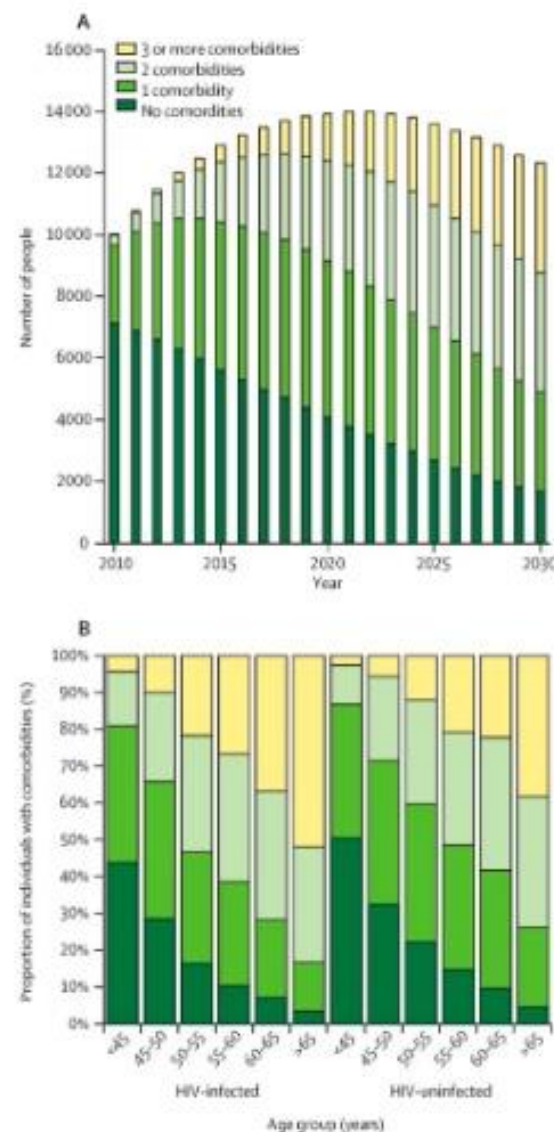 A
16000
14000
12000
10000
8000
6000
4000
2000
0
Number of people
3 or more comorbidities
2 comorbidities
1 comorbidity
No comordities
2010 2015 2020 2025 2030
Year
B
100%
90%
80%
70%
60%
50%
40%
30%
20%
10%
0%
Proportion of individuals with comorbidities (%)
<45 45-50 50-55 55-60 60-65 >65 <45 45-50 50-55 55-60 60-65 >65
HIV-infected HIV-uninfected
Age group (years)